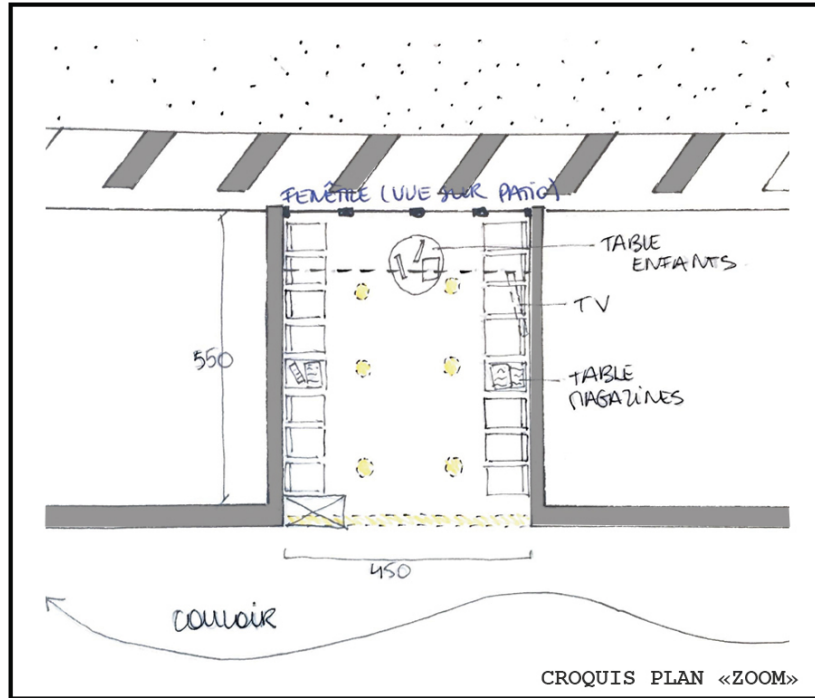 FENÊTRE (VUE SUR PATIO)
TABLE
ENFANTS
TV
550
TABLE
MAGAZINES
450
COULOIR
CROQUIS PLAN «ZOOM»